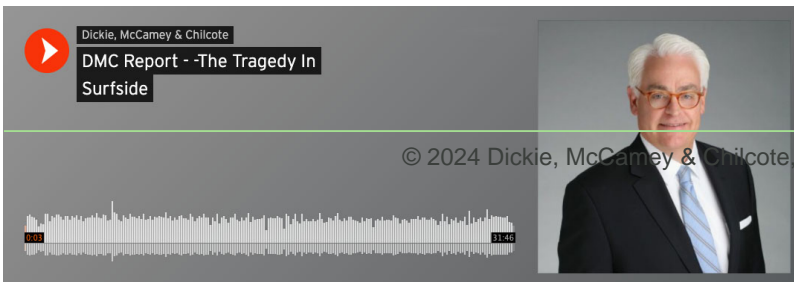 Dickie, McCamey & Chilcote
DMC Report - -The Tragedy In
Surfside
© 2024 Dickie, McCamey & Chilcote,
0:03
31:46